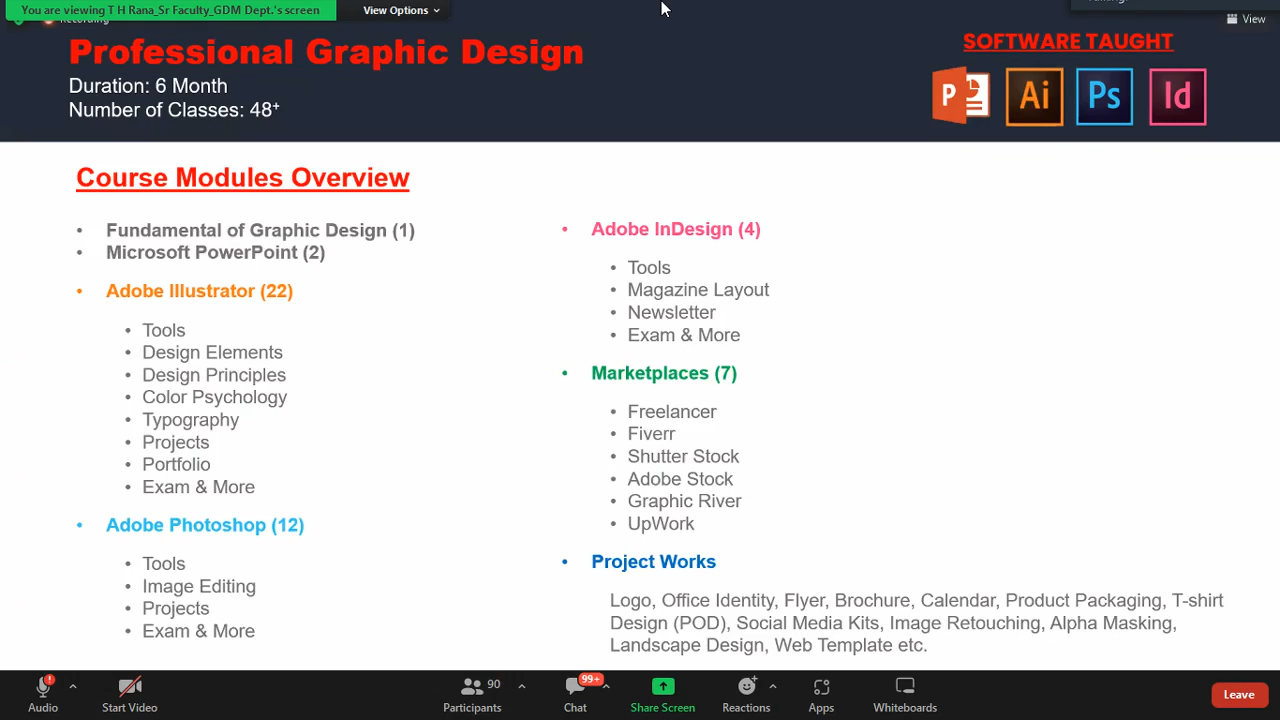 You are viewing T H Rana_Sr Faculty_GDM Dept.'s screen
View Options
Recording
View
Professional Graphic Design
Duration: 6 Month
Number of Classes: 48+
SOFTWARE TAUGHT
P
Ai
Ps
Id
Course Modules Overview
• Fundamental of Graphic Design (1)
• Microsoft PowerPoint (2)
• Adobe Illustrator (22)
• Tools
• Design Elements
• Design Principles
• Color Psychology
• Typography
• Projects
• Portfolio
• Exam & More
• Adobe Photoshop (12)
• Tools
• Image Editing
• Projects
• Exam & More
• Adobe InDesign (4)
• Tools
• Magazine Layout
• Newsletter
• Exam & More
• Marketplaces (7)
• Freelancer
• Fiverr
• Shutter Stock
• Adobe Stock
• Graphic River
• UpWork
• Project Works
Logo, Office Identity, Flyer, Brochure, Calendar, Product Packaging, T-shirt
Design (POD), Social Media Kits, Image Retouching, Alpha Masking,
Landscape Design, Web Template etc.
Audio
Start Video
90
Participants
99+
Chat
Share Screen
Reactions
Apps
Whiteboards
Leave